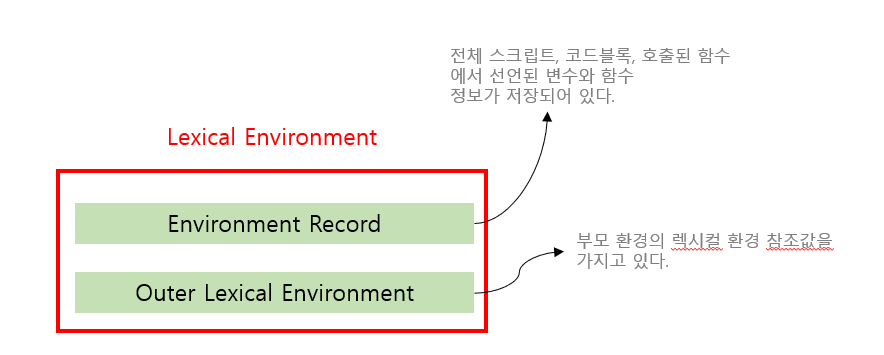 전체 스크립트, 코드블록, 호출된 함수
에서 선언된 변수와 함수
정보가 저장되어 있다.
Lexical Environment
Environment Record
부모 환경의 렉시컬 환경 참조값을
가지고 있다.
Outer Lexical Environment